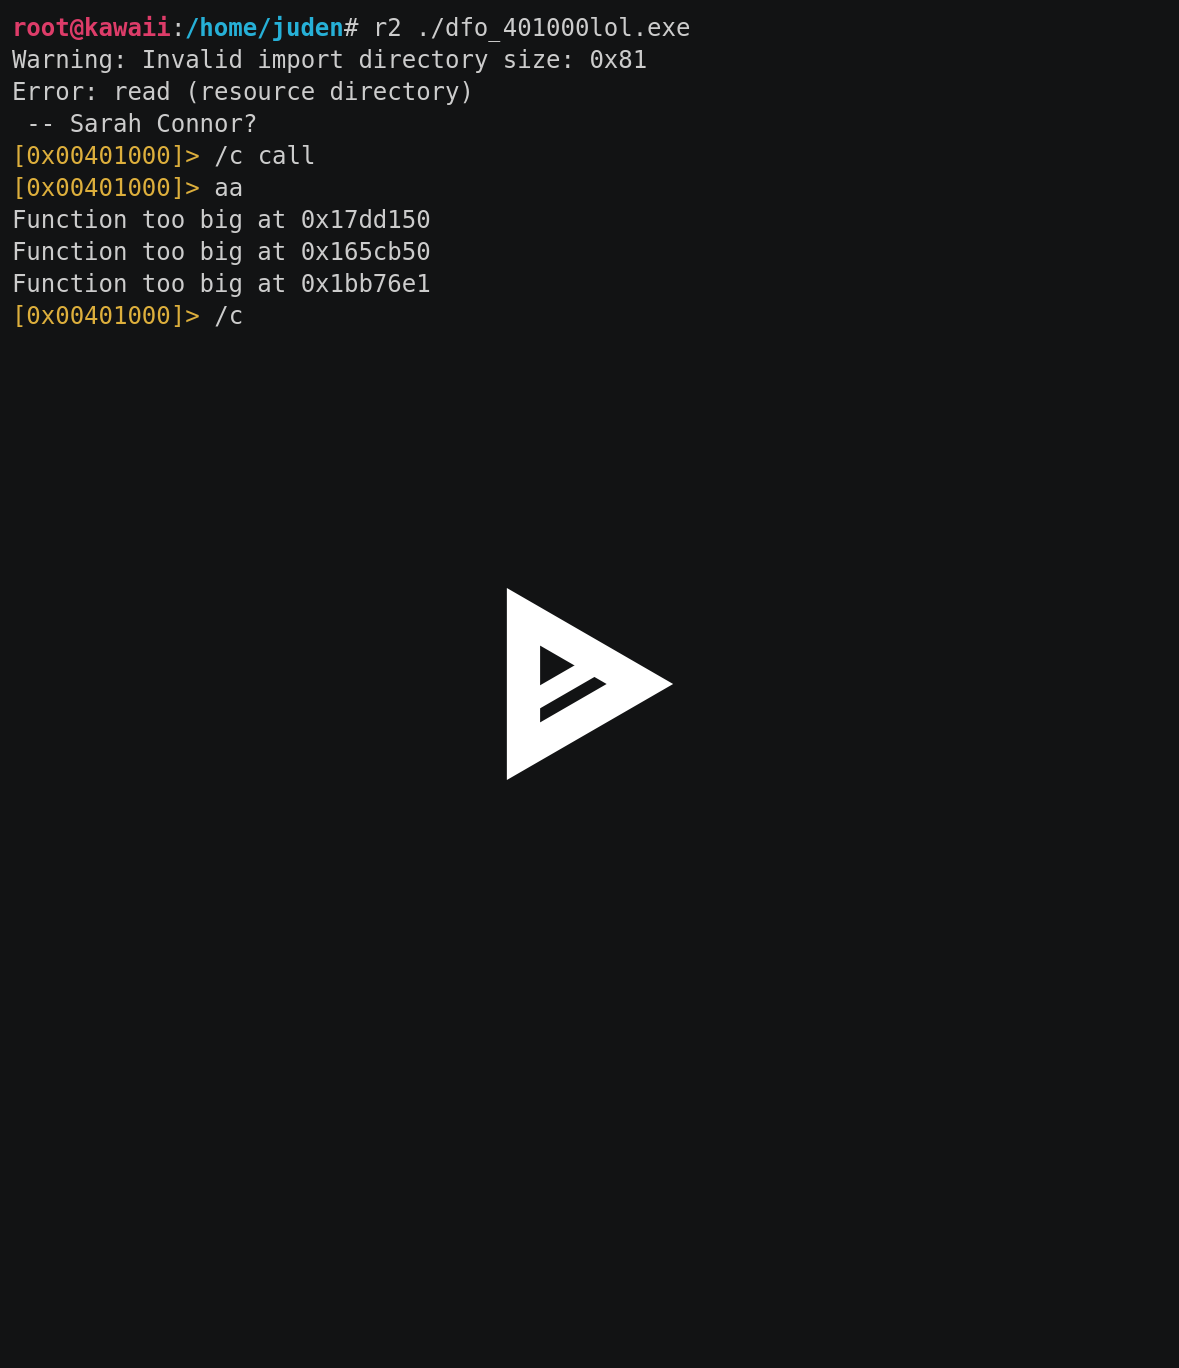 root@kawaii:/home/juden# r2 ./dfo_401000lol.exe
Warning: Invalid import directory size: 0x81
Error: read (resource directory)
 -- Sarah Connor?
[0x00401000]> /c call
[0x00401000]> aa
Function too big at 0x17dd150
Function too big at 0x165cb50
Function too big at 0x1bb76e1
[0x00401000]> /c